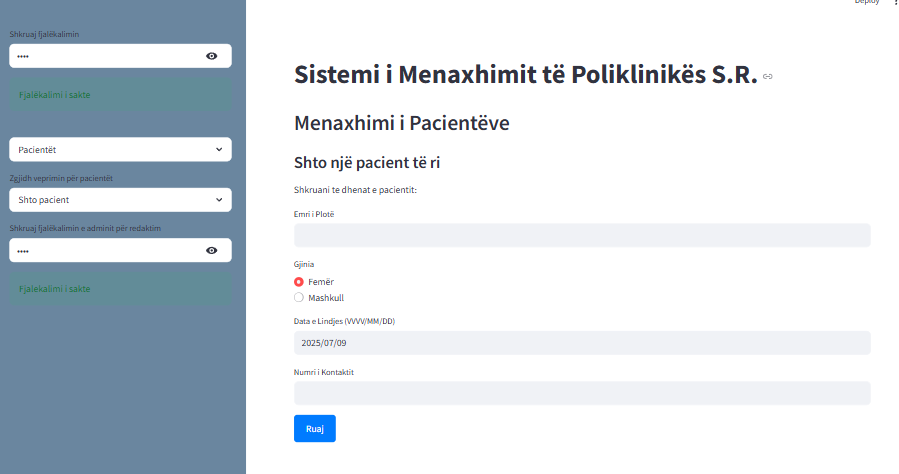 Deploy
Shkruaj fjalëkalimin
••••
Fjalëkalimi i sakte
Pacientët
Zgjidh veprimin për pacientët
Shto pacient
Shkruaj fjalëkalimin e adminit për redaktim
••••
Fjalekalimi i sakte
Sistemi i Menaxhimit të Poliklinikës S.R.
Menaxhimi i Pacientëve
Shto një pacient të ri
Shkruani te dhenat e pacientit:
Emri i Plotë
Gjinia
Femër
Mashkull
Data e Lindjes (VVVV/MM/DD)
2025/07/09
Numri i Kontaktit
Ruaj